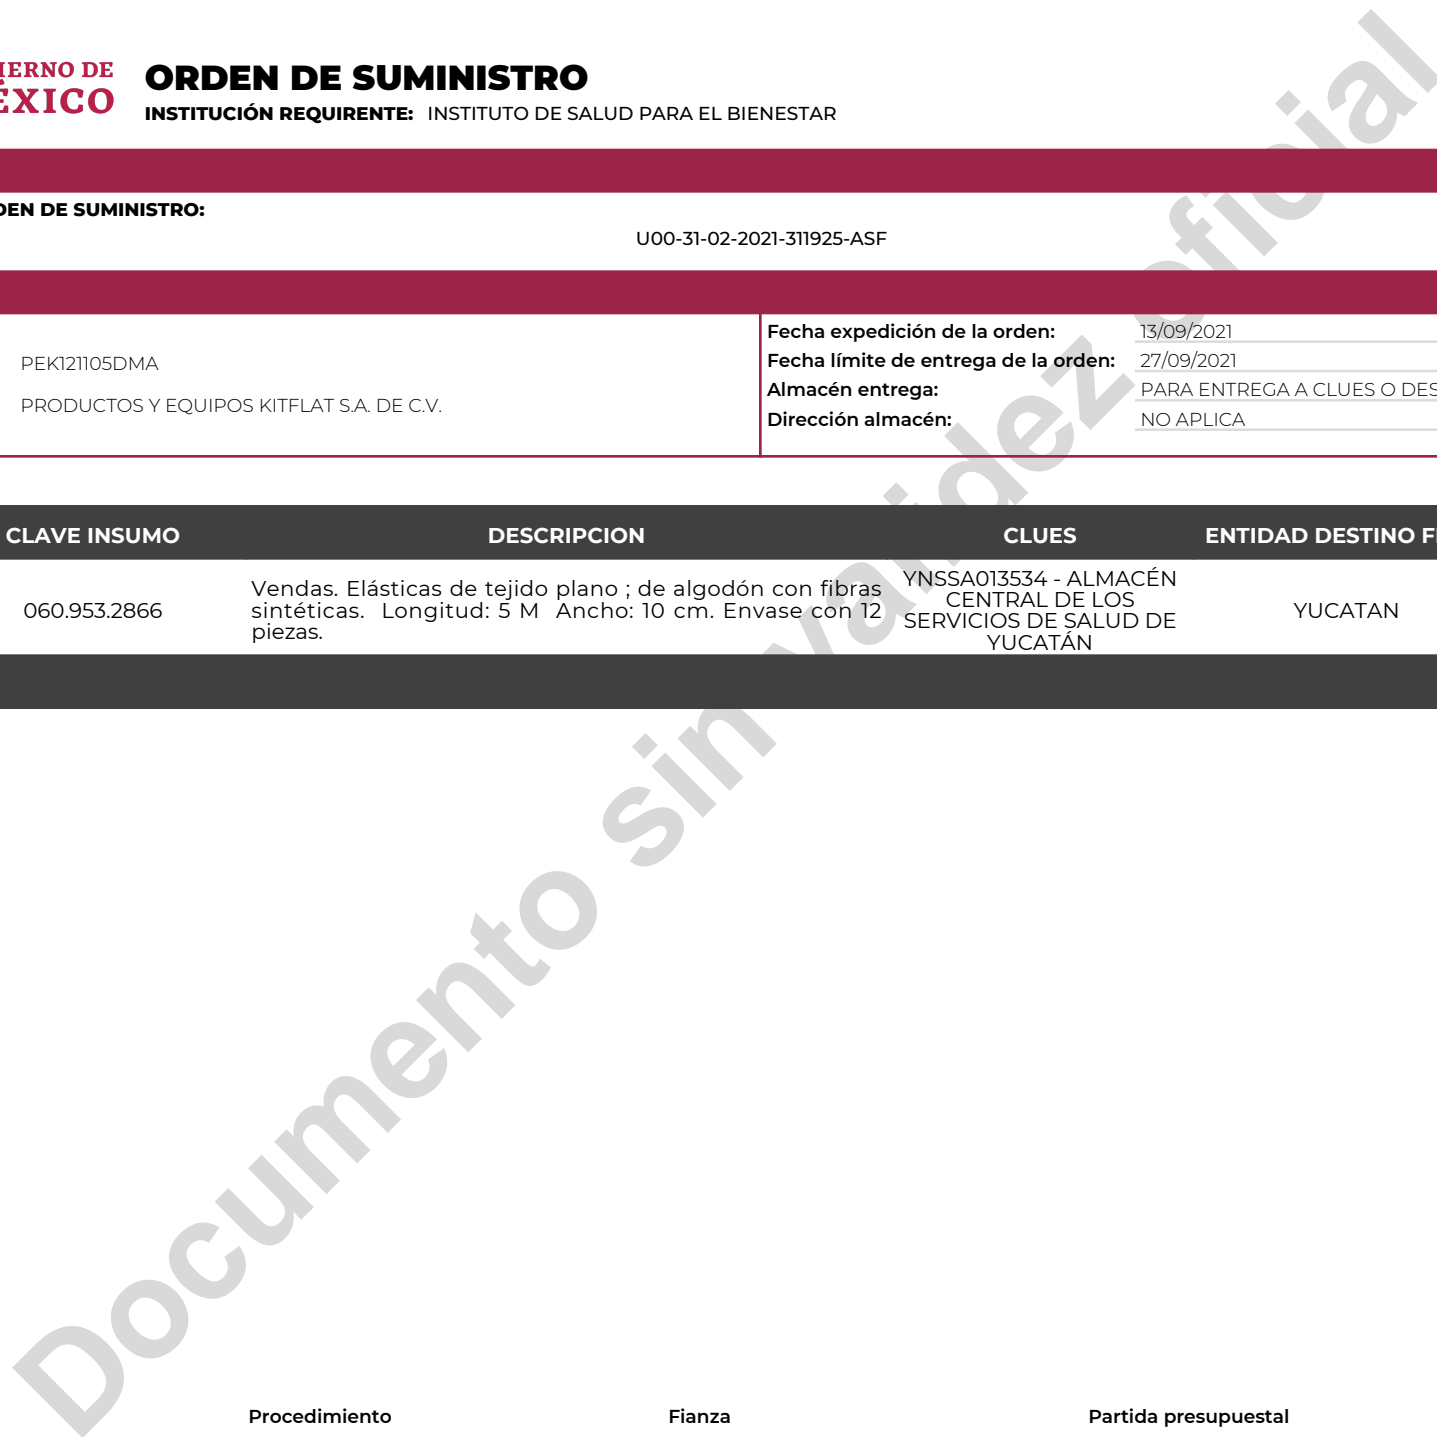 IERNO DE
ÉXICO
ORDEN DE SUMINISTRO
INSTITUCIÓN REQUIRENTE: INSTITUTO DE SALUD PARA EL BIENESTAR
DEN DE SUMINISTRO:
U00-31-02-2021-311925-ASF
PEK121105DMA
PRODUCTOS Y EQUIPOS KITFLAT S.A. DE C.V.
Fecha expedición de la orden: 13/09/2021
Fecha límite de entrega de la orden: 27/09/2021
Almacén entrega: PARA ENTREGA A CLUES O DES
Dirección almacén: NO APLICA
CLAVE INSUMO DESCRIPCION CLUES ENTIDAD DESTINO F
060.953.2866
Vendas. Elásticas de tejido plano ; de algodón con fibras
sintéticas. Longitud: 5 M Ancho: 10 cm. Envase con 12
piezas.
YNSSA013534 - ALMACÉN
CENTRAL DE LOS
SERVICIOS DE SALUD DE
YUCATÁN
YUCATAN
Documento sin validez oficial
Procedimiento Fianza Partida presupuestal